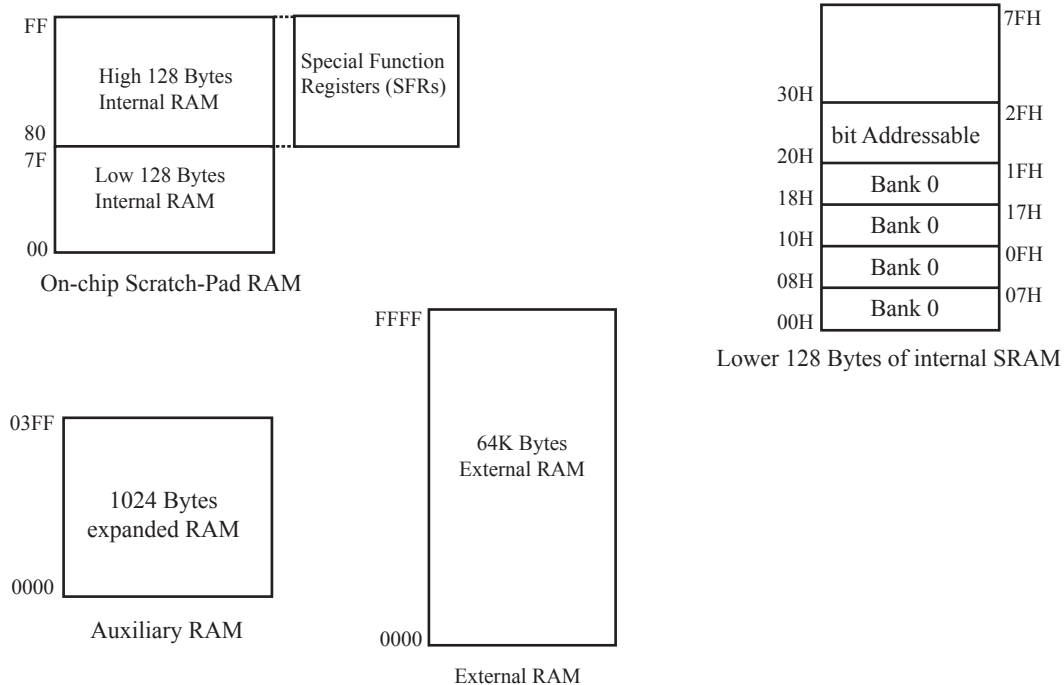 FF
High 128 Bytes
Internal RAM
80
7F
Low 128 Bytes
Internal RAM
00
On-chip Scratch-Pad RAM
Special Function
Registers (SFRs)
7FH
30H
2FH
bit Addressable
20H
1FH
Bank 0
18H
17H
Bank 0
10H
0FH
Bank 0
08H
07H
Bank 0
00H
Lower 128 Bytes of internal SRAM
03FF
1024 Bytes
expanded RAM
0000
Auxiliary RAM
FFFF
64K Bytes
External RAM
0000
External RAM